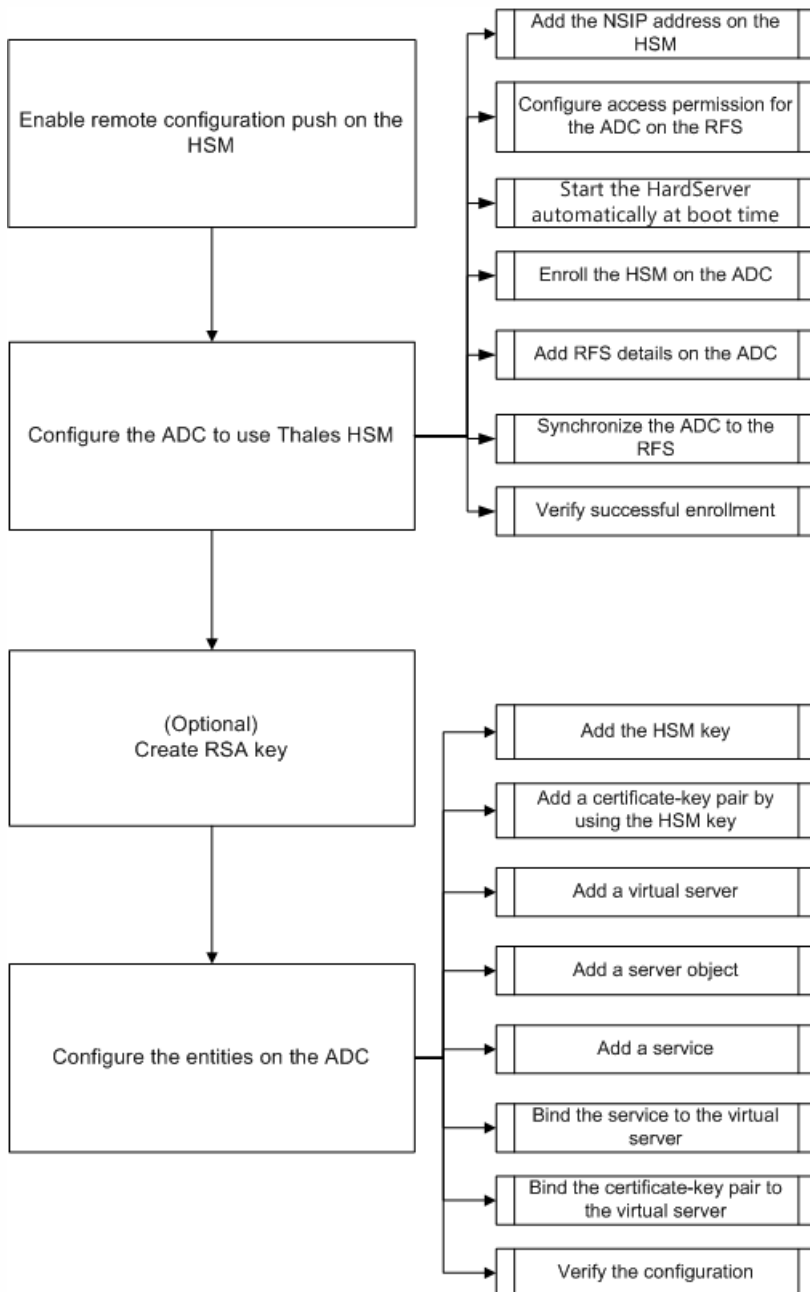 Enable remote configuration push on the
HSM
Add the NSIP address on the
HSM
Configure access permission for
the ADC on the RFS
Start the HardServer
automatically at boot time
Enroll the HSM on the ADC
Add RFS details on the ADC
Configure the ADC to use Thales HSM
Synchronize the ADC to the
RFS
Verify successful enrollment
(Optional)
Create RSA key
Add the HSM key
Add a certificate-key pair by
using the HSM key
Add a virtual server
Add a server object
Configure the entities on the ADC
Add a service
Bind the service to the virtual
server
Bind the certificate-key pair to
the virtual server
Verify the configuration